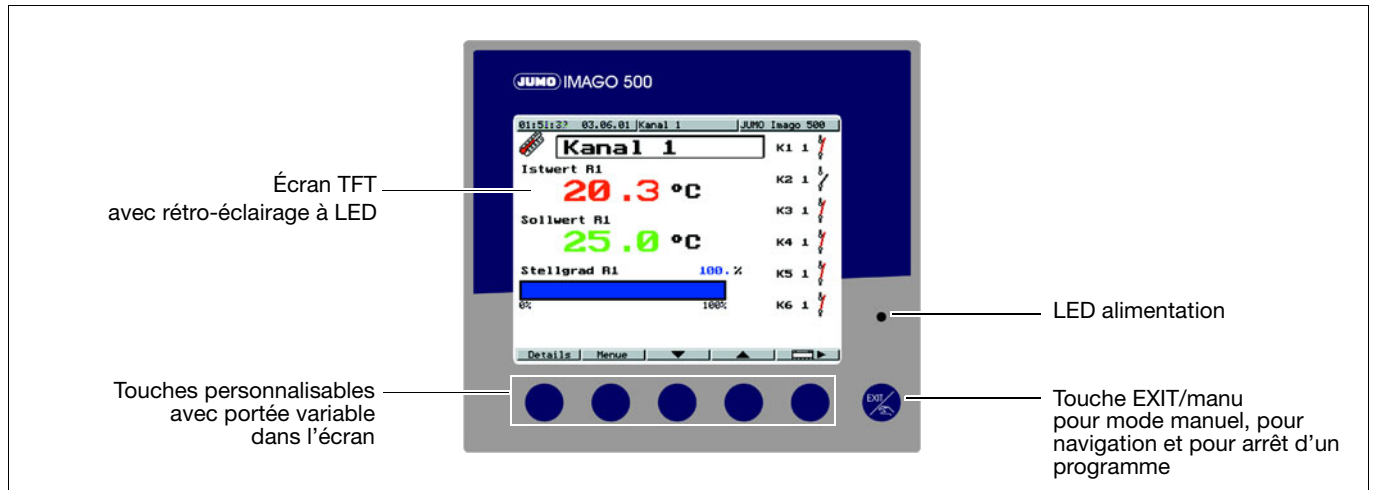 JUMO IMAGO 500
01:51:32 03.06.01 Kanal 1 JUMO Imago 500
Kanal 1
Istwert R1
20.3 °C
Sollwert R1
25.0 °C
Stellgrad R1 100.%
0% 100%
K1 1
K2 1
K3 1
K4 1
K5 1
K6 1
Details Menue
EXIT
Écran TFT
avec rétro-éclairage à LED
Touches personnalisables
avec portée variable
dans l’écran
LED alimentation
Touche EXIT/manu
pour mode manuel, pour
navigation et pour arrêt d’un
programme